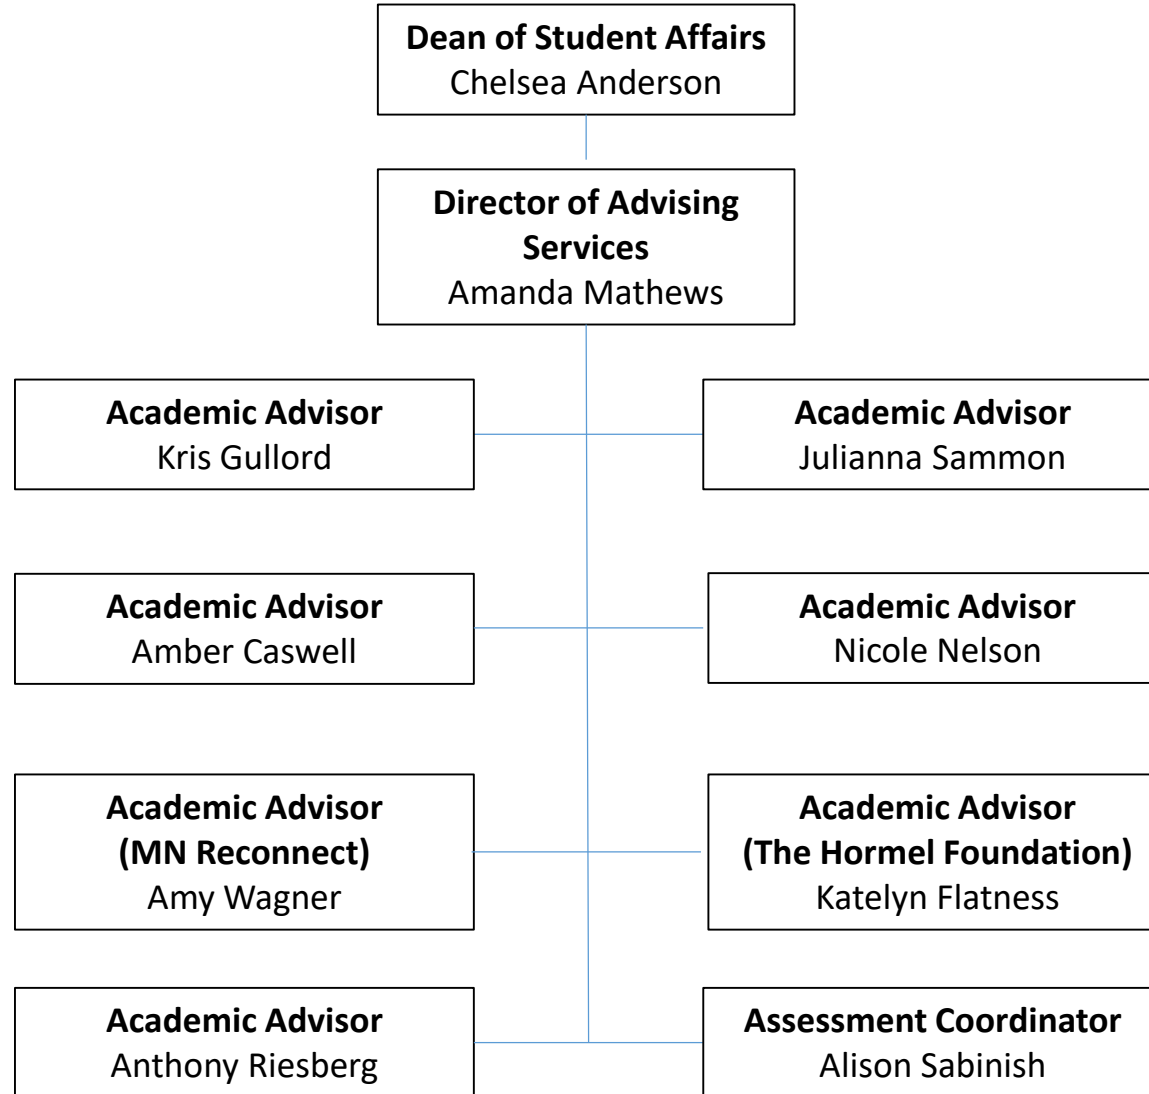 Dean of Student Affairs
Chelsea Anderson
Director of Advising
Services
Amanda Mathews
Academic Advisor
Kris Gullord
Academic Advisor
Julianna Sammon
Academic Advisor
Amber Caswell
Academic Advisor
Nicole Nelson
Academic Advisor
(MN Reconnect)
Amy Wagner
Academic Advisor
(The Hormel Foundation)
Katelyn Flatness
Academic Advisor
Anthony Riesberg
Assessment Coordinator
Alison Sabinish